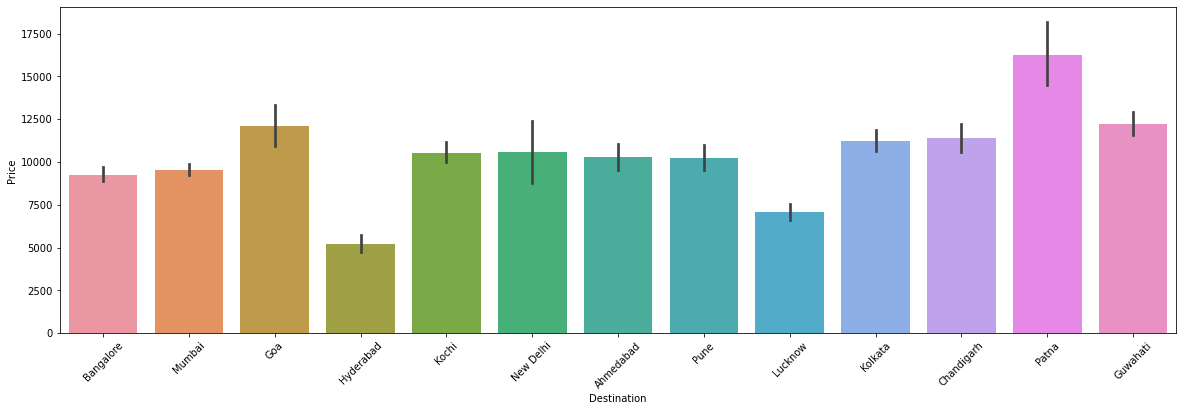 17500
15000
12500
10000
7500
5000
2500
0
Price
Bangalore
Mumbai
Goa
Hyderabad
Kochi
New Delhi
Ahmedabad
Pune
Lucknow
Kolkata
Chandigarh
Patna
Guwahati
Destination